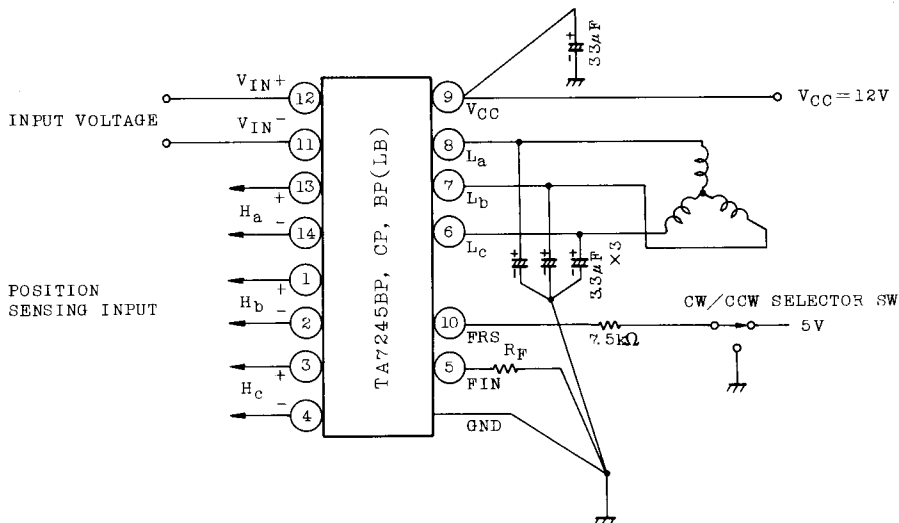 33μF
VIN+
12
9
VCC
VCC=12V
INPUT VOLTAGE
VIN-
11
8
La
13
+
Ha
-
14
7
Lb
6
Lc
TA7245BP, CP, BP(LB)
+
-
+
-
+
-
+
-
3.3μF
×3
POSITION
SENSING INPUT
1
+
Hb
-
2
3
+
Hc
-
4
10
FRS
7.5kΩ
CW/CCW SELECTOR SW
5V
5
FIN
RF
GND